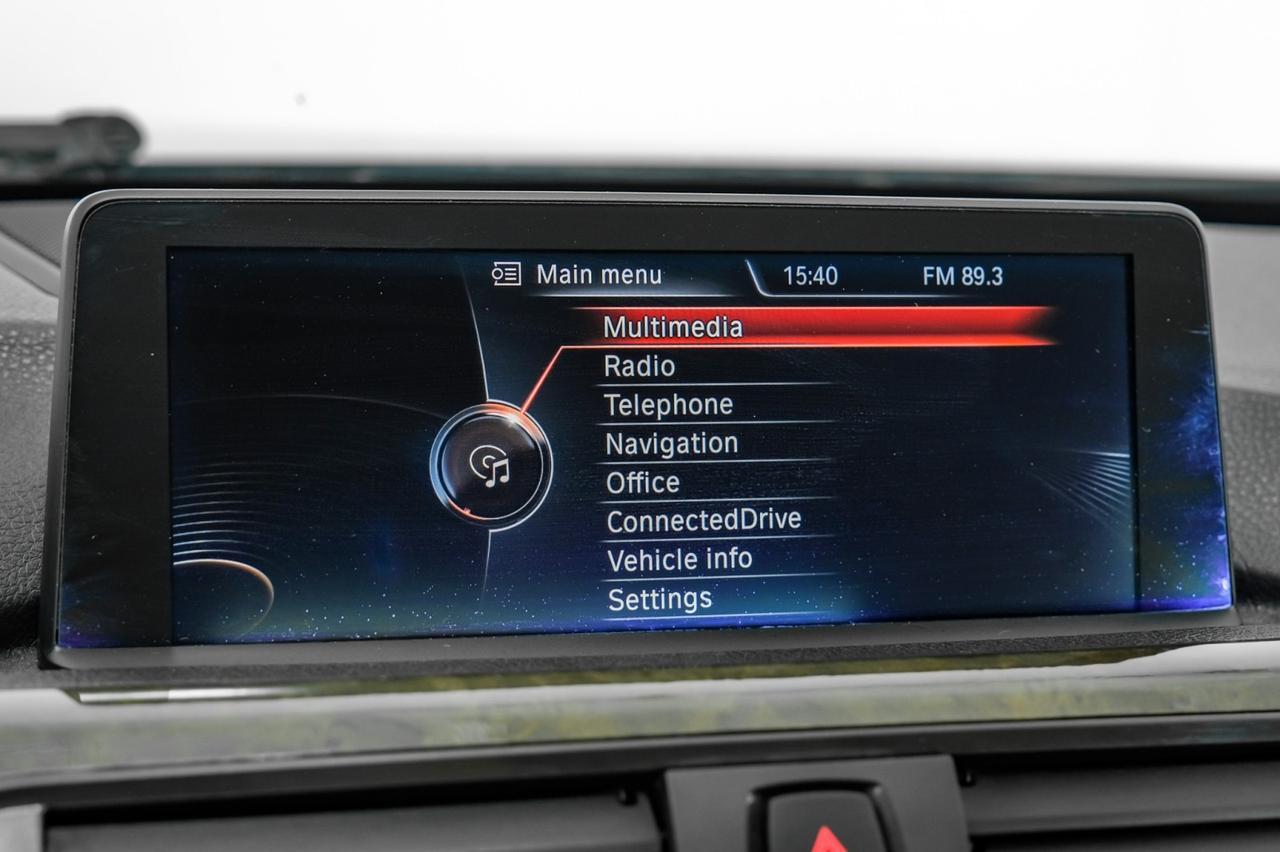 Main menu 15:40 FM 89.3
Multimedia
Radio
Telephone
Navigation
Office
ConnectedDrive
Vehicle info
Settings